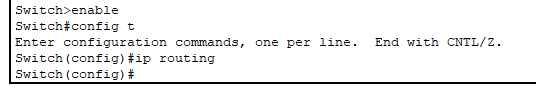 Switch>enable
Switch#config t
Enter configuration commands, one per line.  End with CNTL/Z.
Switch(config)#ip routing
Switch(config)#